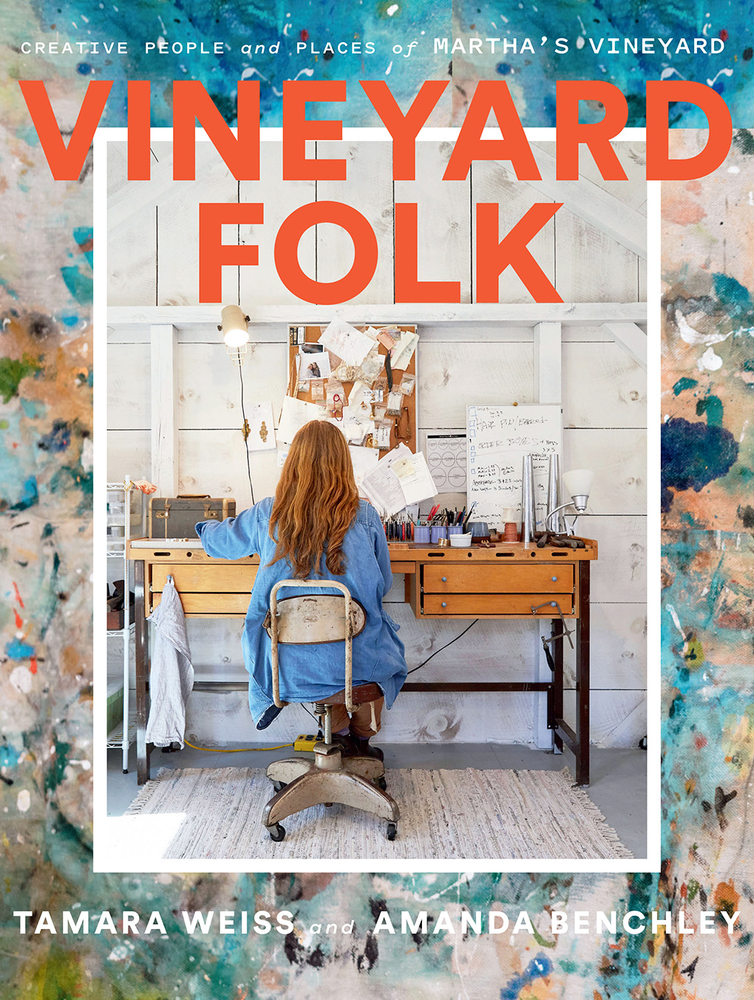 CREATIVE PEOPLE and PLACES of MARTHA'S VINEYARD
VINEYARD
FOLK
TAMARA WEISS and AMANDA BENCHLEY